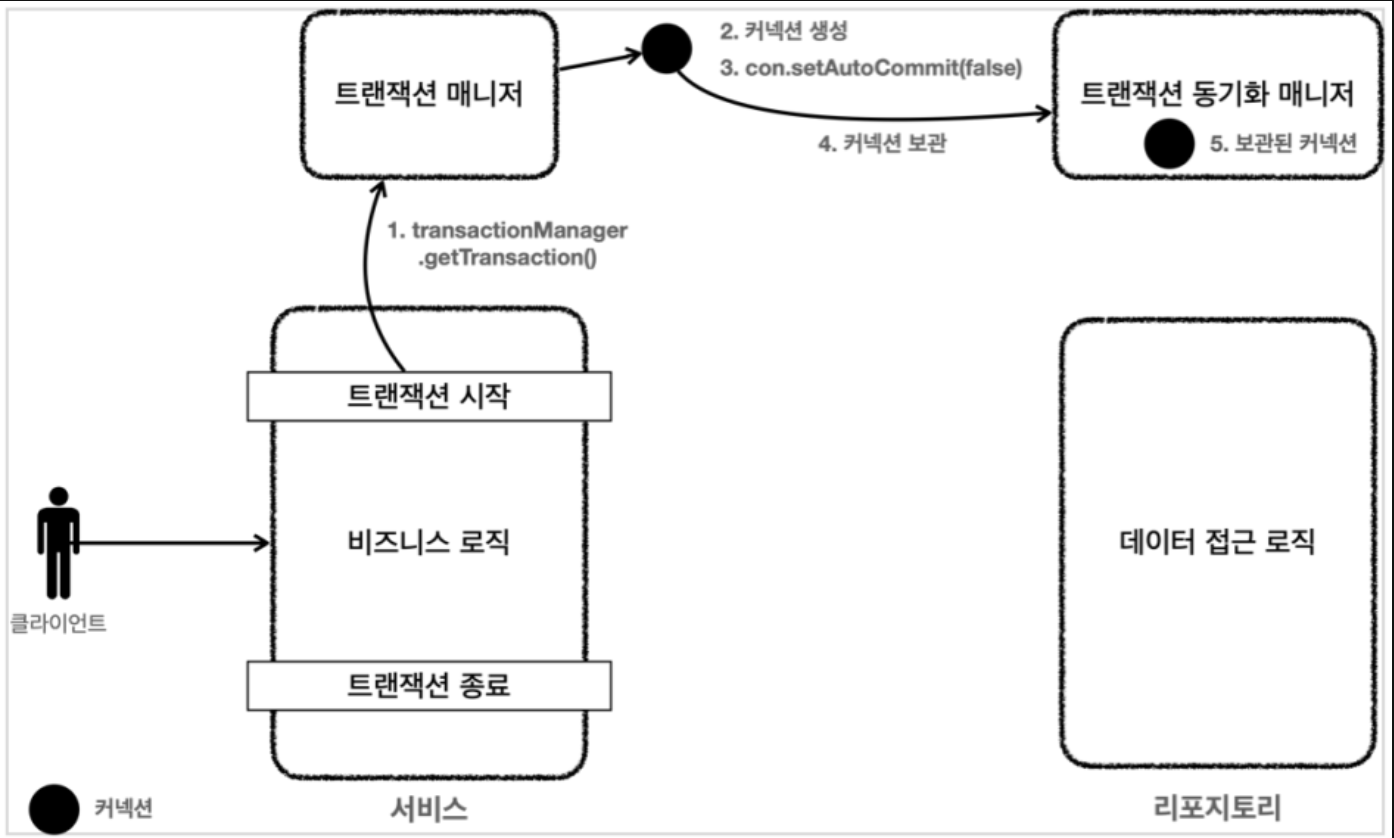 트랜잭션 매니저
2. 커넥션 생성
3. con.setAutoCommit(false)
4. 커넥션 보관
트랜잭션 동기화 매니저
5. 보관된 커넥션
1. transactionManager
.getTransaction()
트랜잭션 시작
비즈니스 로직
트랜잭션 종료
데이터 접근 로직
클라이언트
커넥션
서비스
리포지토리